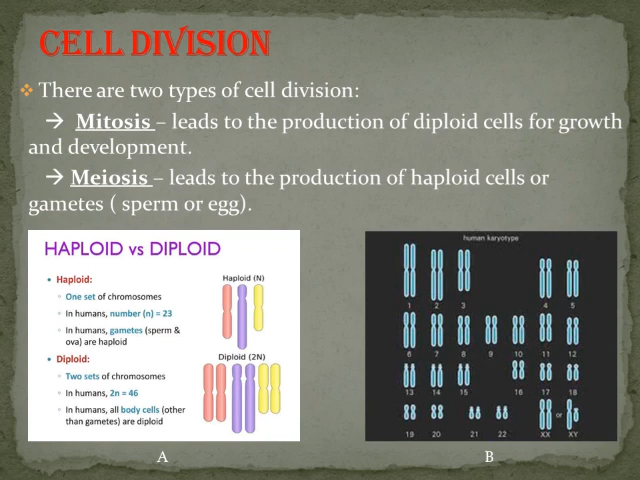 CELL DIVISION
❖ There are two types of cell division:
→ Mitosis – leads to the production of diploid cells for growth
and development.
→ Meiosis – leads to the production of haploid cells or
gametes ( sperm or egg).
HAPLOID vs DIPLOID
• Haploid:
○ One set of chromosomes
○ In humans, number (n) = 23
○ In humans, gametes (sperm &
ova) are haploid
• Diploid:
○ Two sets of chromosomes
○ In humans, 2n = 46
○ In humans, all body cells (other
than gametes) are diploid
Haploid (N)
Diploid (2N)
A
human karyotype
1 2 3 4 5
6 7 8 9 10 11 12
13 14 15 16 17 18
or
19 20 21 22 XX XY
B